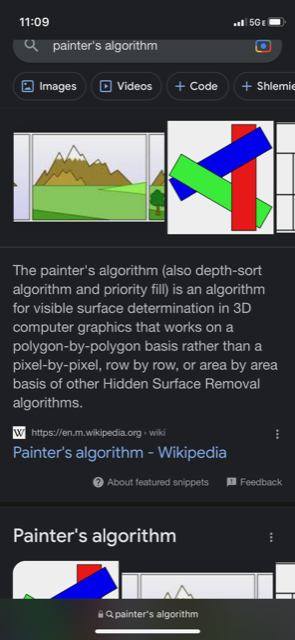 11:09
5GE
painter's algorithm
Images
Videos
+ Code
+ Shlemie
The painter's algorithm (also depth-sort
algorithm and priority fill) is an algorithm
for visible surface determination in 3D
computer graphics that works on a
polygon-by-polygon basis rather than a
pixel-by-pixel, row by row, or area by area
basis of other Hidden Surface Removal
algorithms.
W https://en.m.wikipedia.org › wiki
Painter's algorithm - Wikipedia
About featured snippets
Feedback
Painter's algorithm
painter's algorithm